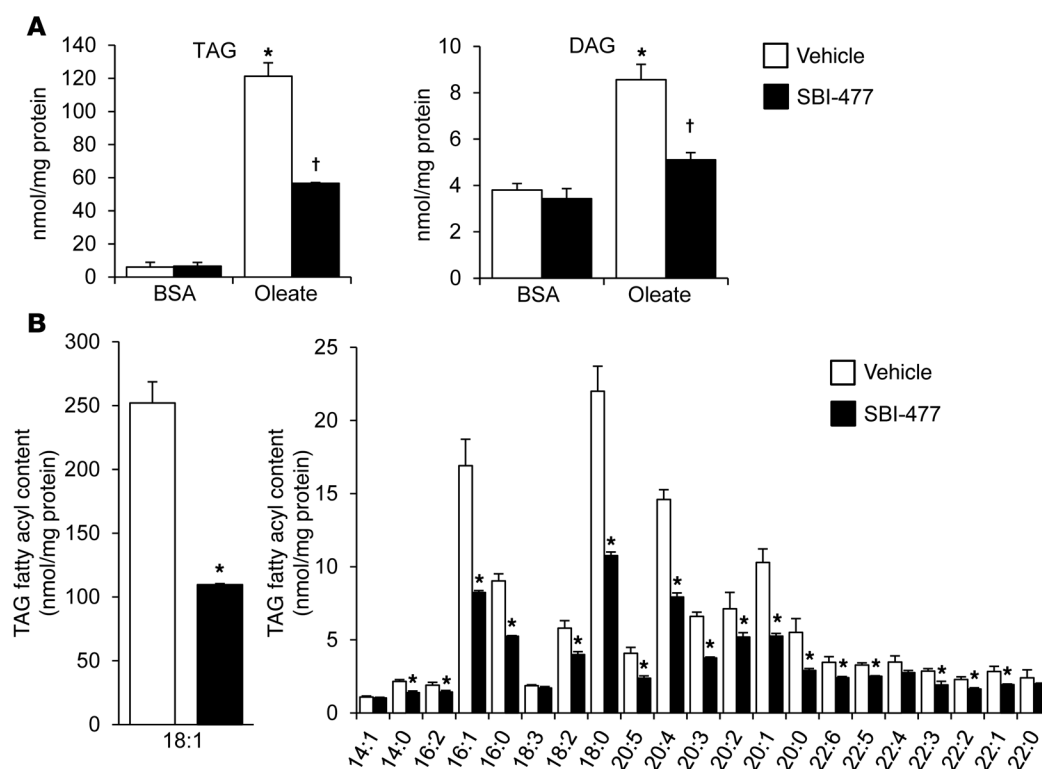 A
TAG
nmol/mg protein
140
120
100
80
60
40
20
0
*
†
BSA
Oleate
DAG
nmol/mg protein
10
8
6
4
2
0
*
†
BSA
Oleate
Vehicle
SBI-477
B
TAG fatty acyl content
(nmol/mg protein)
300
250
200
150
100
50
0
*
18:1
TAG fatty acyl content
(nmol/mg protein)
25
20
15
10
5
0
* * * * * * * * * * * * * * * *
Vehicle
SBI-477
14:1 14:0 16:2 16:1 16:0 18:3 18:2 18:0 20:5 20:4 20:3 20:2 20:1 20:0 22:6 22:5 22:4 22:3 22:2 22:1 22:0